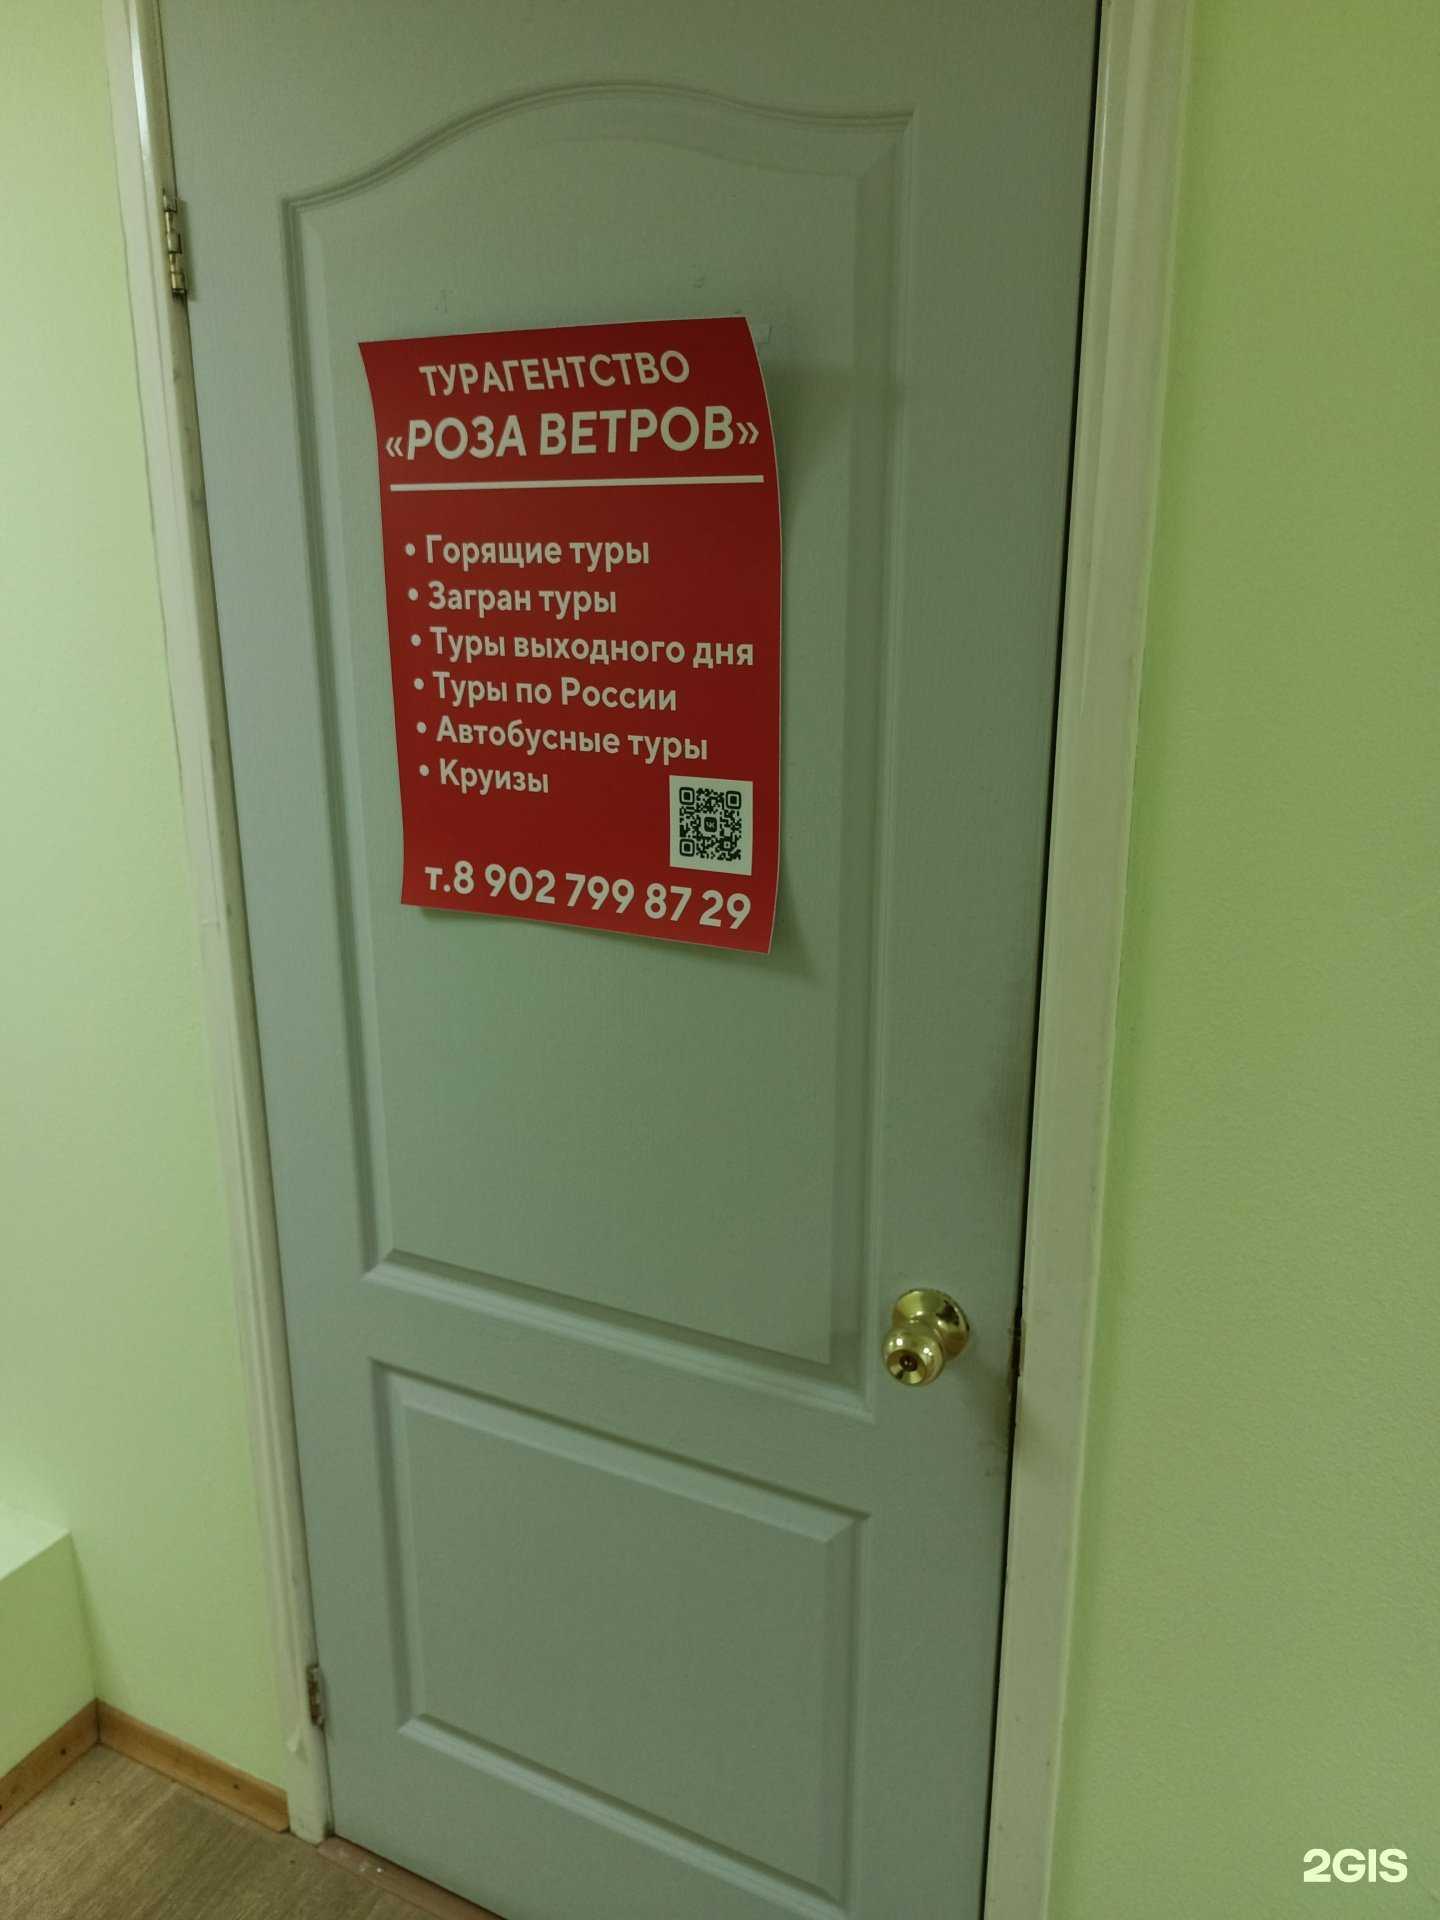 ТУРАГЕНТСТВО
«РОЗА ВЕТРОВ»
• Горящие туры
• Загран туры
• Туры выходного дня
• Туры по России
• Автобусные туры
• Круизы
т.8 902 799 87 29
2GIS